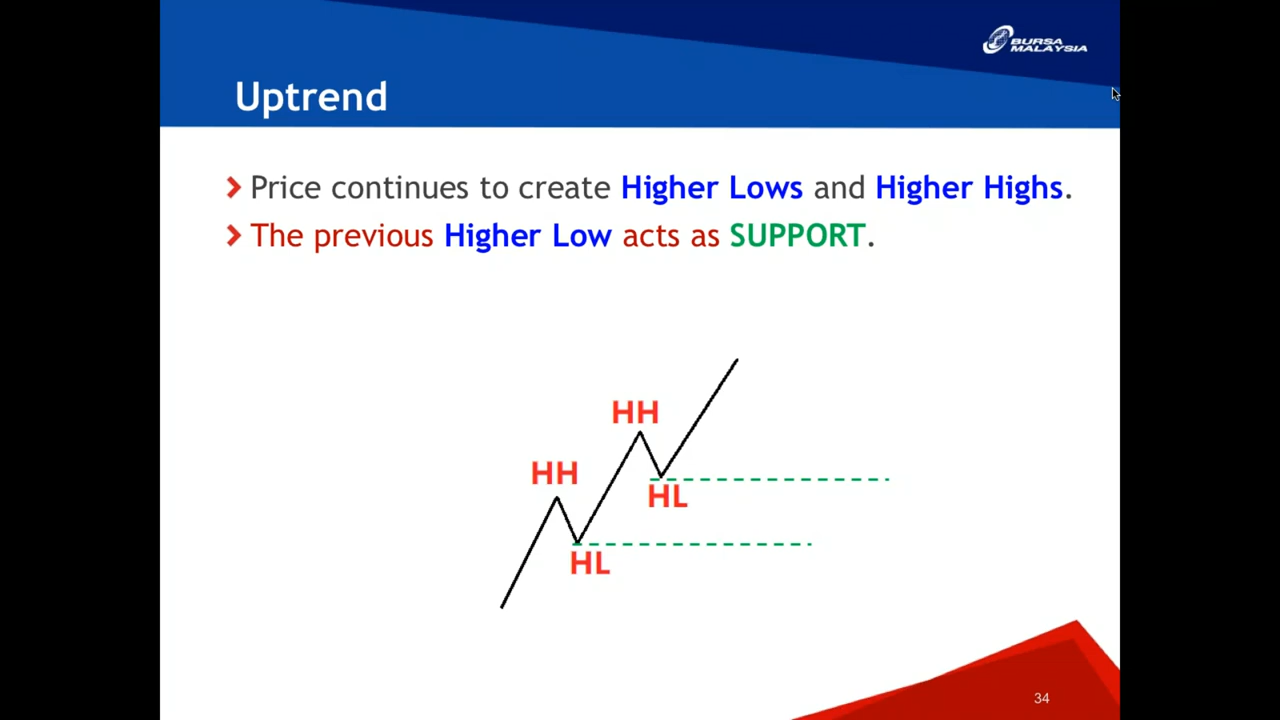 BURSA
MALAYSIA
Uptrend
Price continues to create Higher Lows and Higher Highs.
The previous Higher Low acts as SUPPORT.
HH
HH
HL
HL
34